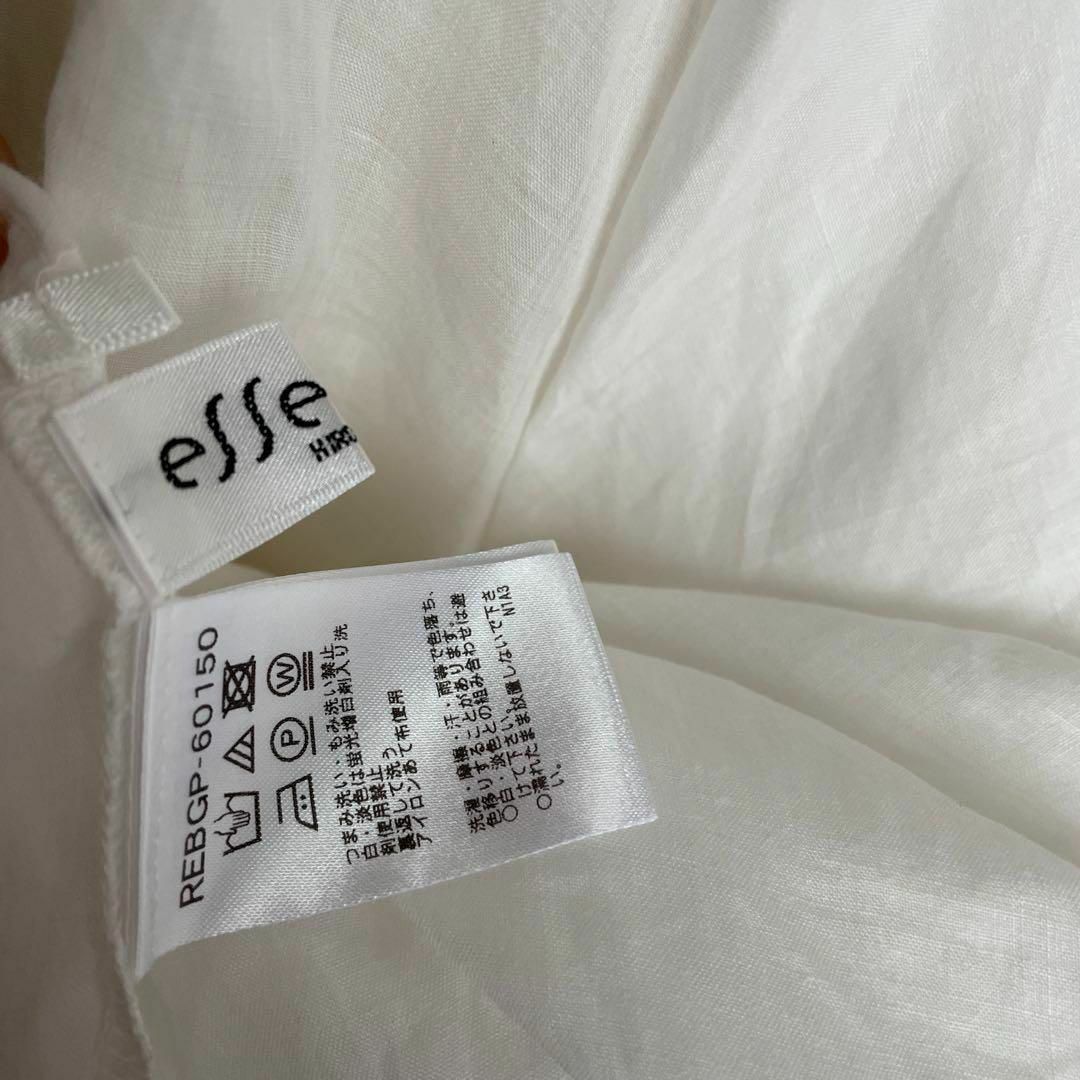 esse
KIRE
REBGP-60150
W
P
つまみ洗い・もみ洗い禁止
白・淡色は蛍光増白剤入り洗
剤使用禁止
裏返して洗う
アイロンあて布使用
洗濯・摩擦・汗・雨等で色落ち、
色移りすることがあります。
○白・淡色との組み合わせは避
けて下さい。
○濡れたまま放置しないで下さ
い。
N1A3